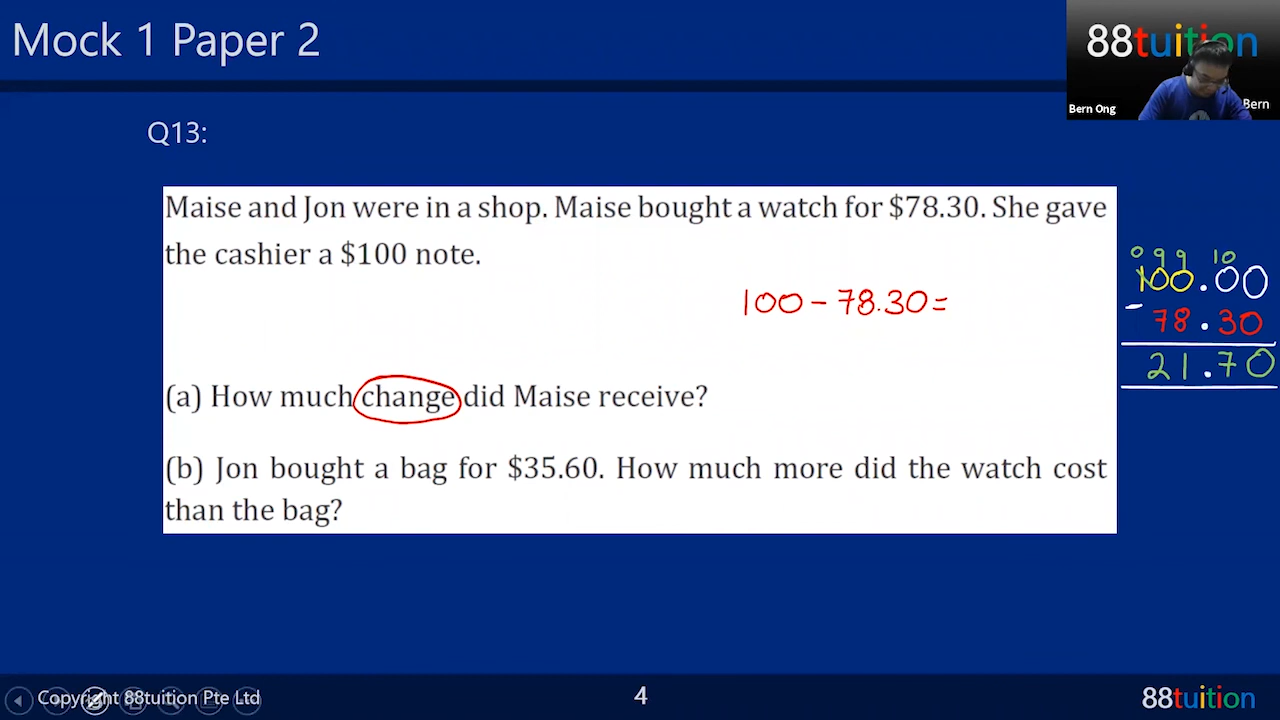 Mock 1 Paper 2
88tuition
Bern Ong
Bern
Q13:
Maise and Jon were in a shop. Maise bought a watch for $78.30. She gave
the cashier a $100 note.
100 - 78.30 =
0 9 9 10
100.00
- 78.30
21.70
(a) How much change did Maise receive?
(b) Jon bought a bag for $35.60. How much more did the watch cost
than the bag?
Copyright 88tuition Pte Ltd
4
88tuition